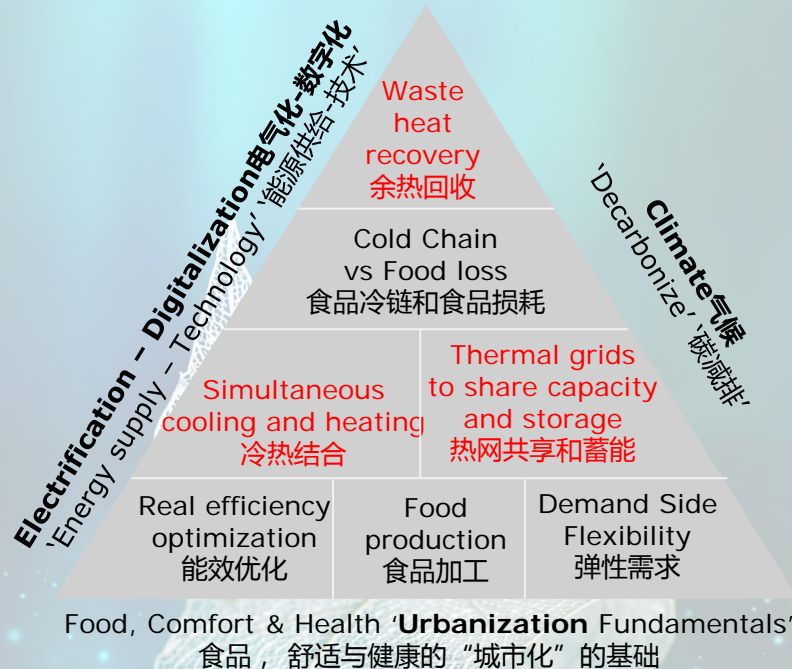 Electrification – Digitalization电气化-数字化
‘Energy supply – Technology’ ‘能源供给-技术’
Waste
heat
recovery
余热回收
Climate气候
‘Decarbonize’ ‘碳减排’
Cold Chain
vs Food loss
食品冷链和食品损耗
Simultaneous
cooling and heating
冷热结合
Thermal grids
to share capacity
and storage
热网共享和蓄能
Real efficiency
optimization
能效优化
Food
production
食品加工
Demand Side
Flexibility
弹性需求
Food, Comfort & Health ‘Urbanization Fundamentals’
食品，舒适与健康的“城市化”的基础